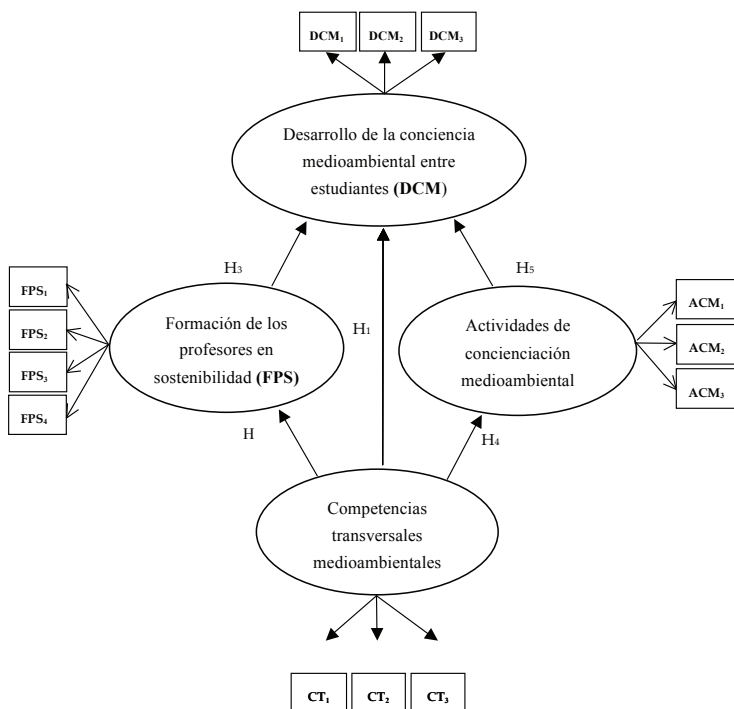 DCM₁ DCM₂ DCM₃
Desarrollo de la conciencia
medioambiental entre
estudiantes (DCM)
H₃
H₅
FPS₁
FPS₂
FPS₃
FPS₄
Formación de los
profesores en
sostenibilidad (FPS)
H₁
Actividades de
concienciación
medioambiental
ACM₁
ACM₂
ACM₃
H
H₄
Competencias
transversales
medioambientales
CT₁ CT₂ CT₃